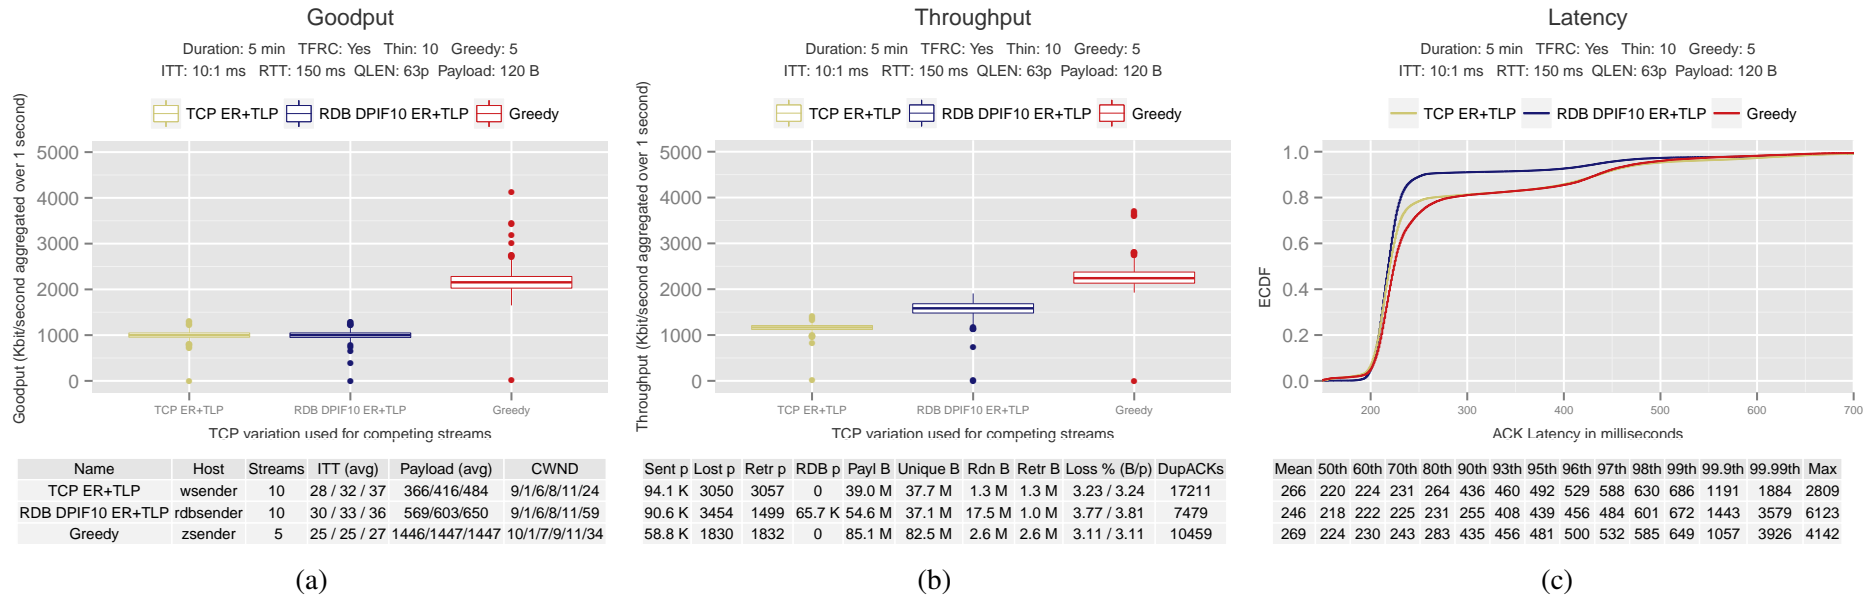 Goodput
Duration: 5 min TFRC: Yes Thin: 10 Greedy: 5
ITT: 10:1 ms RTT: 150 ms QLEN: 63p Payload: 120 B
TCP ER+TLP RDB DPIF10 ER+TLP Greedy
Goodput (Kbit/second aggregated over 1 second)
5000
4000
3000
2000
1000
0
TCP ER+TLP RDB DPIF10 ER+TLP Greedy
TCP variation used for competing streams
Name Host Streams ITT (avg) Payload (avg) CWND
TCP ER+TLP wsender 10 28 / 32 / 37 366/416/484 9/1/6/8/11/24
RDB DPIF10 ER+TLP rdbsender 10 30 / 33 / 36 569/603/650 9/1/6/8/11/59
Greedy zsender 5 25 / 25 / 27 1446/1447/1447 10/1/7/9/11/34
(a)
Throughput
Duration: 5 min TFRC: Yes Thin: 10 Greedy: 5
ITT: 10:1 ms RTT: 150 ms QLEN: 63p Payload: 120 B
TCP ER+TLP RDB DPIF10 ER+TLP Greedy
Throughput (Kbit/second aggregated over 1 second)
5000
4000
3000
2000
1000
0
TCP ER+TLP RDB DPIF10 ER+TLP Greedy
TCP variation used for competing streams
Sent p Lost p Retr p RDB p Payl B Unique B Rdn B Retr B Loss % (B/p) DupACKs
94.1 K 3050 3057 0 39.0 M 37.7 M 1.3 M 1.3 M 3.23 / 3.24 17211
90.6 K 3454 1499 65.7 K 54.6 M 37.1 M 17.5 M 1.0 M 3.77 / 3.81 7479
58.8 K 1830 1832 0 85.1 M 82.5 M 2.6 M 2.6 M 3.11 / 3.11 10459
(b)
Latency
Duration: 5 min TFRC: Yes Thin: 10 Greedy: 5
ITT: 10:1 ms RTT: 150 ms QLEN: 63p Payload: 120 B
TCP ER+TLP RDB DPIF10 ER+TLP Greedy
ECDF
1.0
0.8
0.6
0.4
0.2
0.0
200 300 400 500 600 700
ACK Latency in milliseconds
Mean 50th 60th 70th 80th 90th 93th 95th 96th 97th 98th 99th 99.9th 99.99th Max
266 220 224 231 264 436 460 492 529 588 630 686 1191 1884 2809
246 218 222 225 231 255 408 439 456 484 601 672 1443 3579 6123
269 224 230 243 283 435 456 481 500 532 585 649 1057 3926 4142
(c)